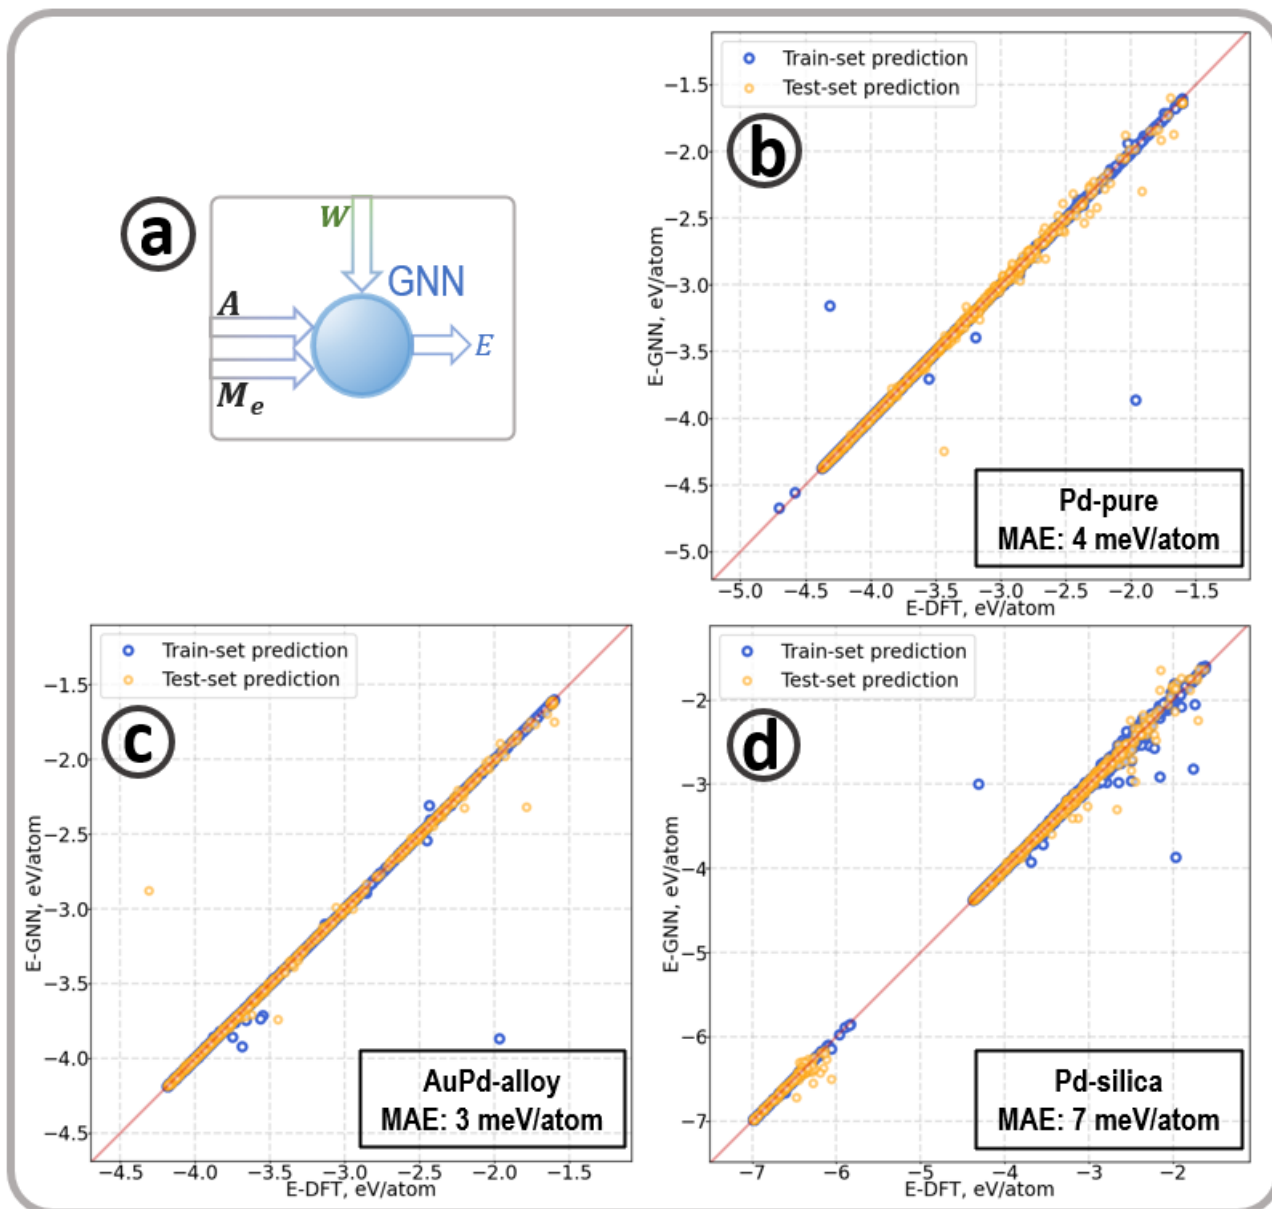 a
W
GNN
A
E
Me
b
Train-set prediction
Test-set prediction
−1.5
−2.0
−2.5
−3.0
−3.5
−4.0
−4.5
−5.0
E-GNN, eV/atom
Pd-pure
MAE: 4 meV/atom
−5.0 −4.5 −4.0 −3.5 −3.0 −2.5 −2.0 −1.5
E-DFT, eV/atom
c
Train-set prediction
Test-set prediction
−1.5
−2.0
−2.5
−3.0
−3.5
−4.0
−4.5
E-GNN, eV/atom
AuPd-alloy
MAE: 3 meV/atom
−4.5 −4.0 −3.5 −3.0 −2.5 −2.0 −1.5
E-DFT, eV/atom
d
Train-set prediction
Test-set prediction
−2
−3
−4
−5
−6
−7
E-GNN, eV/atom
Pd-silica
MAE: 7 meV/atom
−7 −6 −5 −4 −3 −2
E-DFT, eV/atom